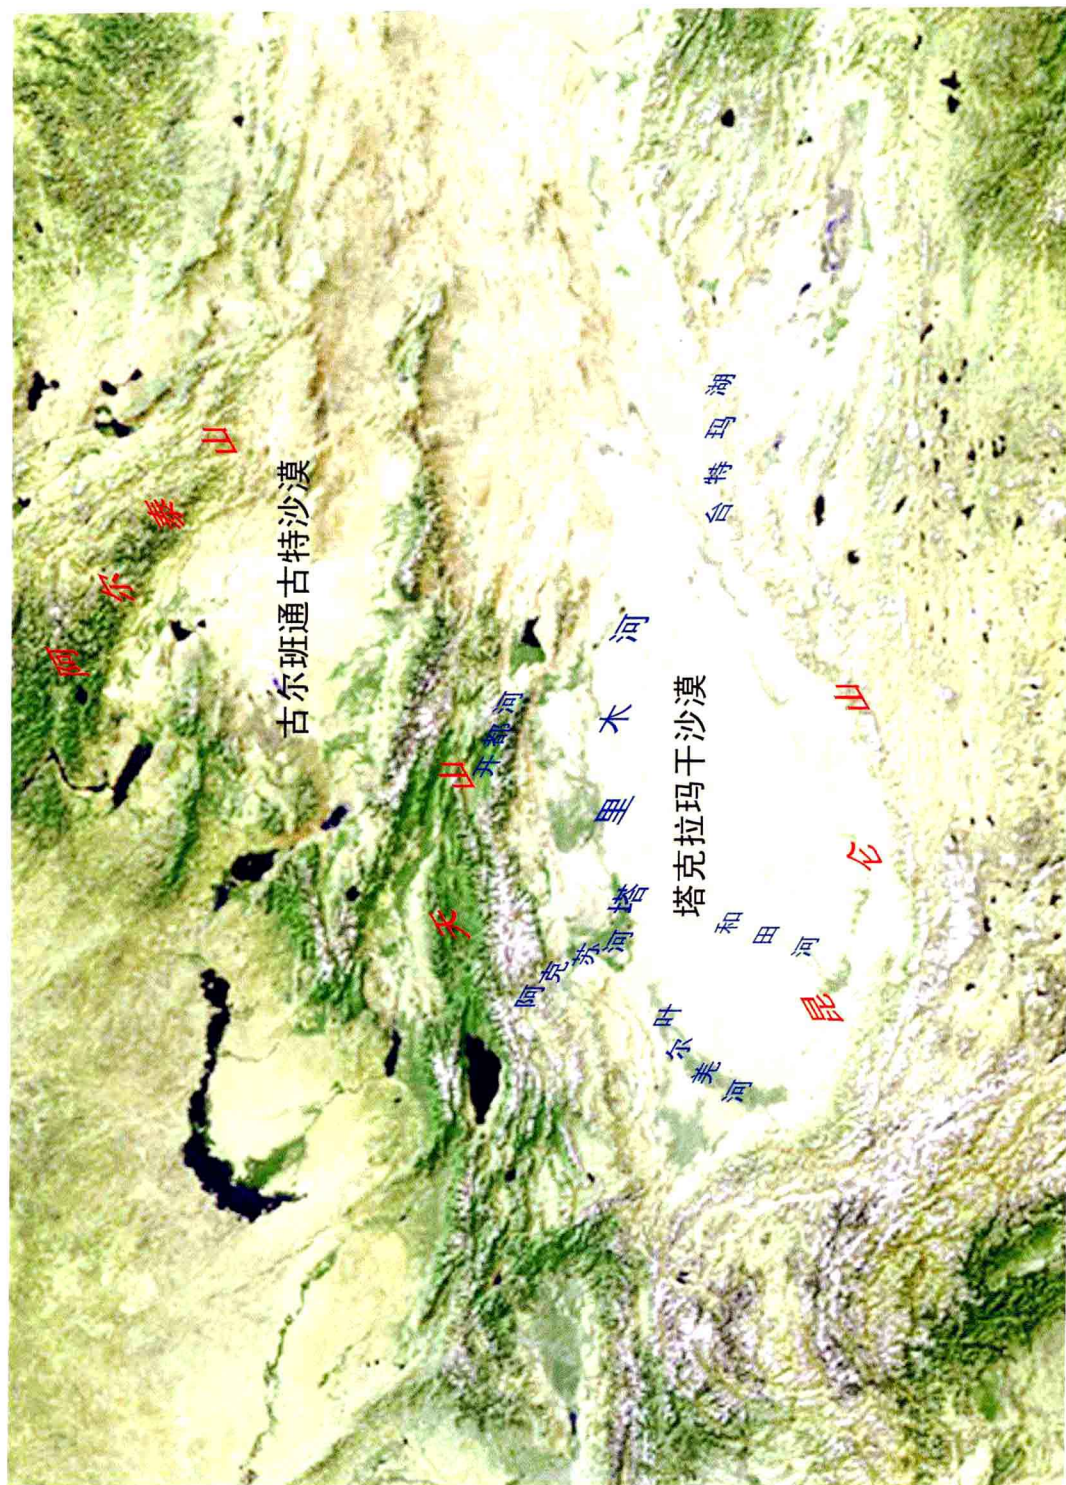 阿尔泰山
古尔班通古特沙漠
天山
开都河
阿克苏河
塔里木河
叶尔羌河
塔克拉玛干沙漠
和田河
台特玛湖
昆仑山